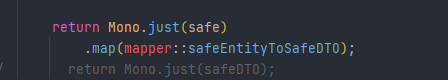 return Mono.just(safe)
.map(mapper::safeEntityToSafeDTO);
return Mono.just(safeDTO);